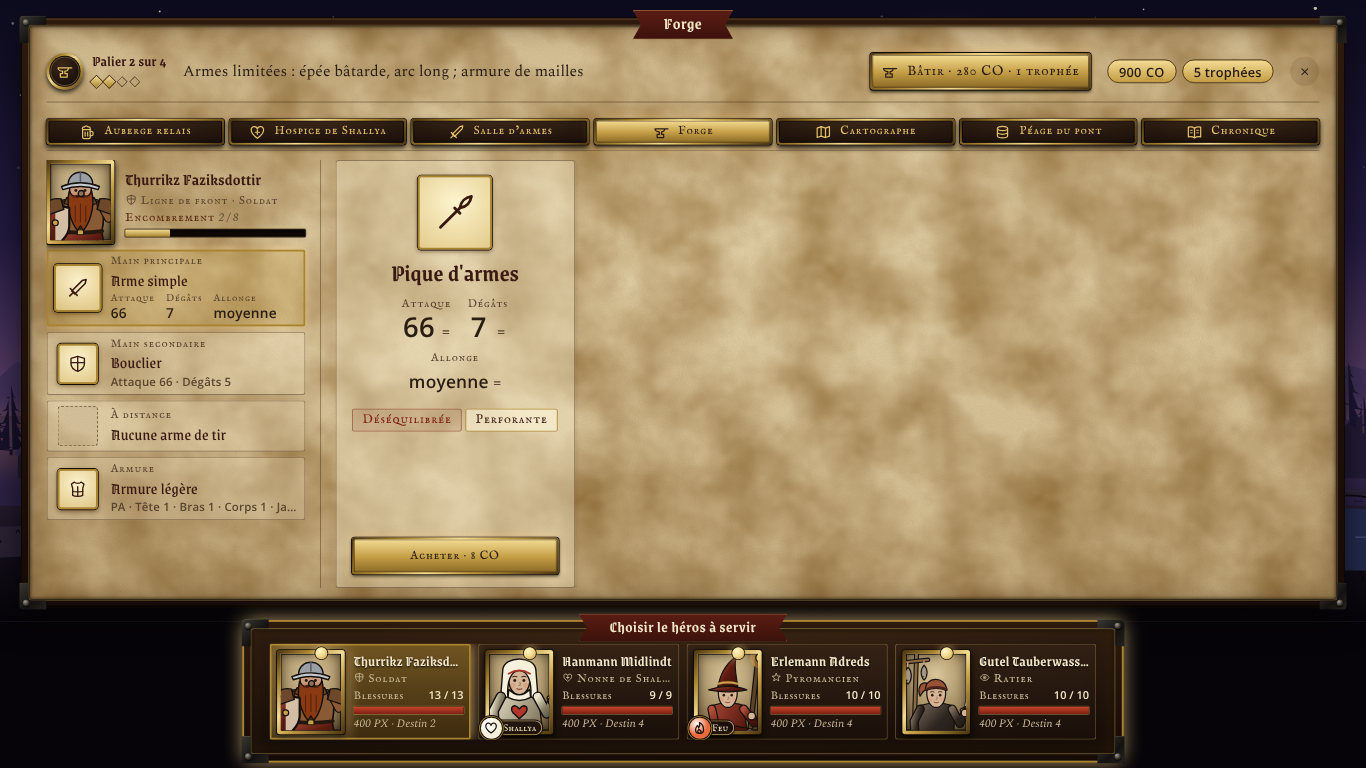 Forge
Palier 2 sur 4
Armes limitées : épée bâtarde, arc long ; armure de mailles
Bâtir · 280 CO · 1 trophée
900 CO
5 trophées
×
Auberge relais
Hospice de Shallya
Salle d'armes
Forge
Cartographe
Péage du pont
Chronique
Thurrikz Faziksdottir
Ligne de front · Soldat
Encombrement 2/8
Main principale
Arme simple
Attaque Dégâts Allonge
66 7 moyenne
Main secondaire
Bouclier
Attaque 66 · Dégâts 5
À distance
Aucune arme de tir
Armure
Armure légère
PA · Tête 1 · Bras 1 · Corps 1 · Ja...
Pique d'armes
Attaque Dégâts
66 = 7 =
Allonge
moyenne =
Déséquilibrée Perforante
Acheter · 8 CO
Choisir le héros à servir
Thurrikz Faziksd...
Soldat
Blessures 13 / 13
400 PX · Destin 2
Hanmann Midlindt
Nonne de Shal...
Blessures 9 / 9
400 PX · Destin 4
Shallya
Erlemann Adreds
Pyromancien
Blessures 10 / 10
400 PX · Destin 4
Feu
Gutel Tauberwass...
Ratier
Blessures 10 / 10
400 PX · Destin 4